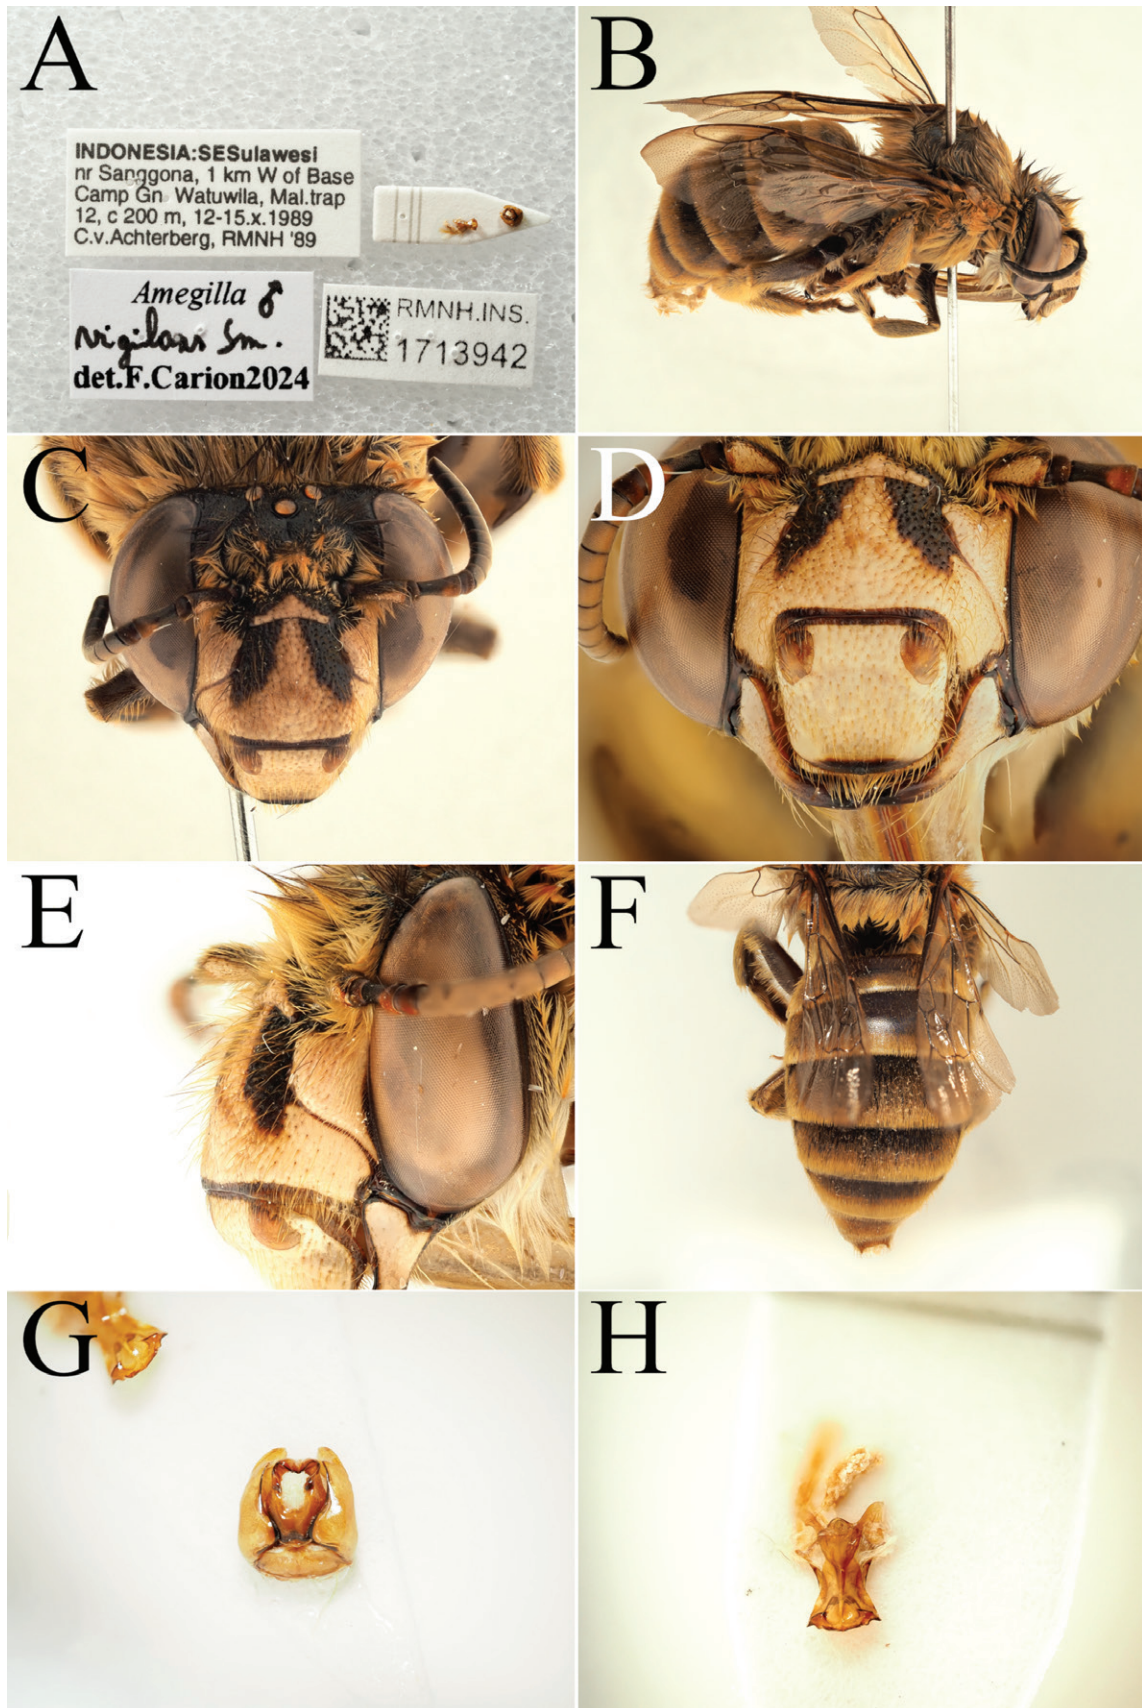 A
INDONESIA:SESulawesi
nr Sanggona, 1 km W of Base
Camp Gn. Watuwila, Mal.trap
12, c 200 m, 12-15.x.1989
C.v.Achterberg, RMNH '89
Amegilla ♂
vigilans Sm.
det.F.Carion2024
RMNH.INS.
1713942
B
C
D
E
F
G
H